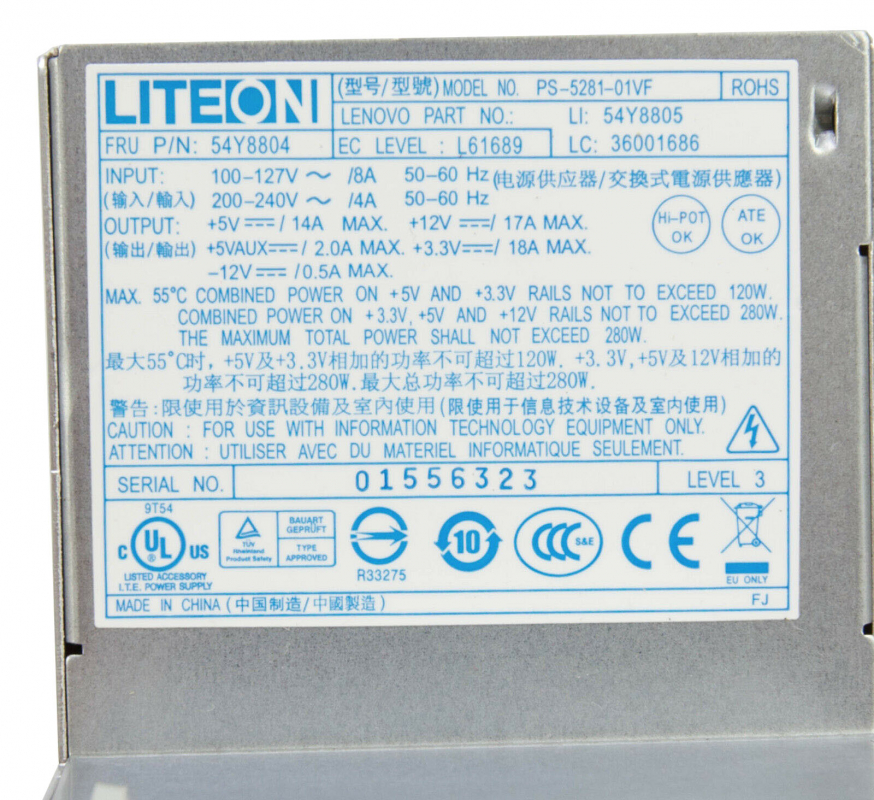 LITEON (型号/型號) MODEL NO. PS-5281-01VF ROHS
LENOVO PART NO.: LI: 54Y8805
FRU P/N: 54Y8804 EC LEVEL : L61689 LC: 36001686
INPUT: 100-127V ～ /8A 50-60 Hz (电源供应器/交換式電源供應器)
(输入/輸入) 200-240V ～ /4A 50-60 Hz
OUTPUT: +5V⎓/14A MAX. +12V ⎓/17A MAX. Hi-POT OK ATE OK
(输出/輸出) +5VAUX⎓/ 2.0A MAX. +3.3V⎓/ 18A MAX.
-12V ⎓ /0.5A MAX.
MAX. 55°C COMBINED POWER ON +5V AND +3.3V RAILS NOT TO EXCEED 120W.
COMBINED POWER ON +3.3V,+5V AND +12V RAILS NOT TO EXCEED 280W.
THE MAXIMUM TOTAL POWER SHALL NOT EXCEED 280W.
最大55°C时，+5V及+3.3V相加的功率不可超过120W. +3.3V,+5V及12V相加的
功率不可超过280W.最大总功率不可超过280W.
警告:限使用於資訊設備及室內使用(限使用于信息技术设备及室内使用)
CAUTION : FOR USE WITH INFORMATION TECHNOLOGY EQUIPMENT ONLY.
ATTENTION : UTILISER AVEC DU MATERIEL INFORMATIQUE SEULEMENT.
SERIAL NO. 01556323 LEVEL 3
9T54
C UL ® US
LISTED ACCESSORY
I.T.E. POWER SUPPLY
TÜV
Rheinland
Product Safety
BAUART
GEPRÜFT
TYPE
APPROVED
R33275
10
CCC S&E
CE
EU ONLY
MADE IN CHINA (中国制造/中國製造) FJ